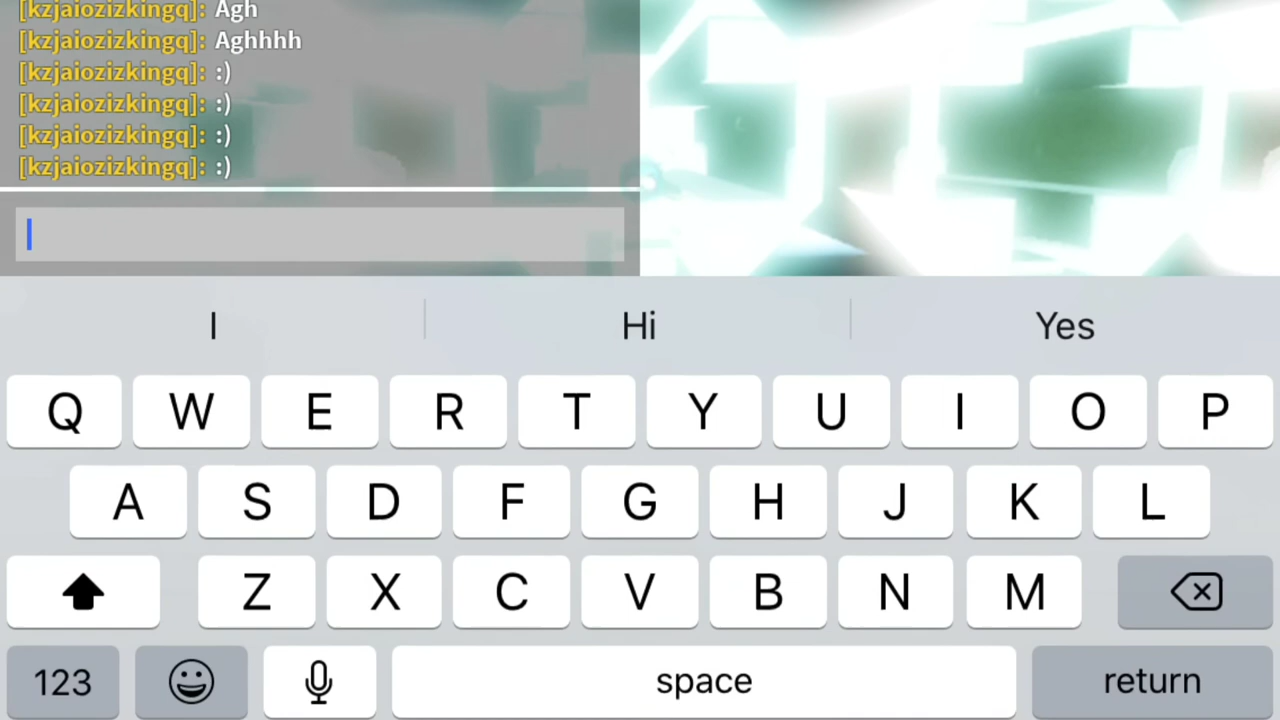 [kzjaiozizkingq]: Agh
[kzjaiozizkingq]: Aghhhh
[kzjaiozizkingq]: :)
[kzjaiozizkingq]: :)
[kzjaiozizkingq]: :)
[kzjaiozizkingq]: :)
I Hi Yes
Q W E R T Y U I O P
A S D F G H J K L
Z X C V B N M
123 space return